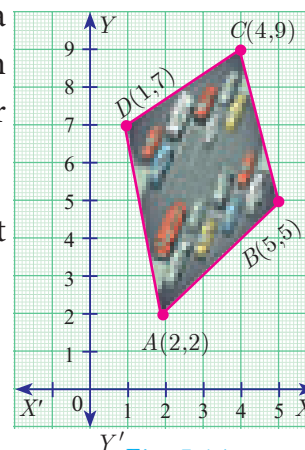 a
n
r
t
Y
9
C(4,9)
8
D(1,7)
7
6
5
B(5,5)
4
3
2
A(2,2)
1
X′ 0 1 2 3 4 5 X
Y′